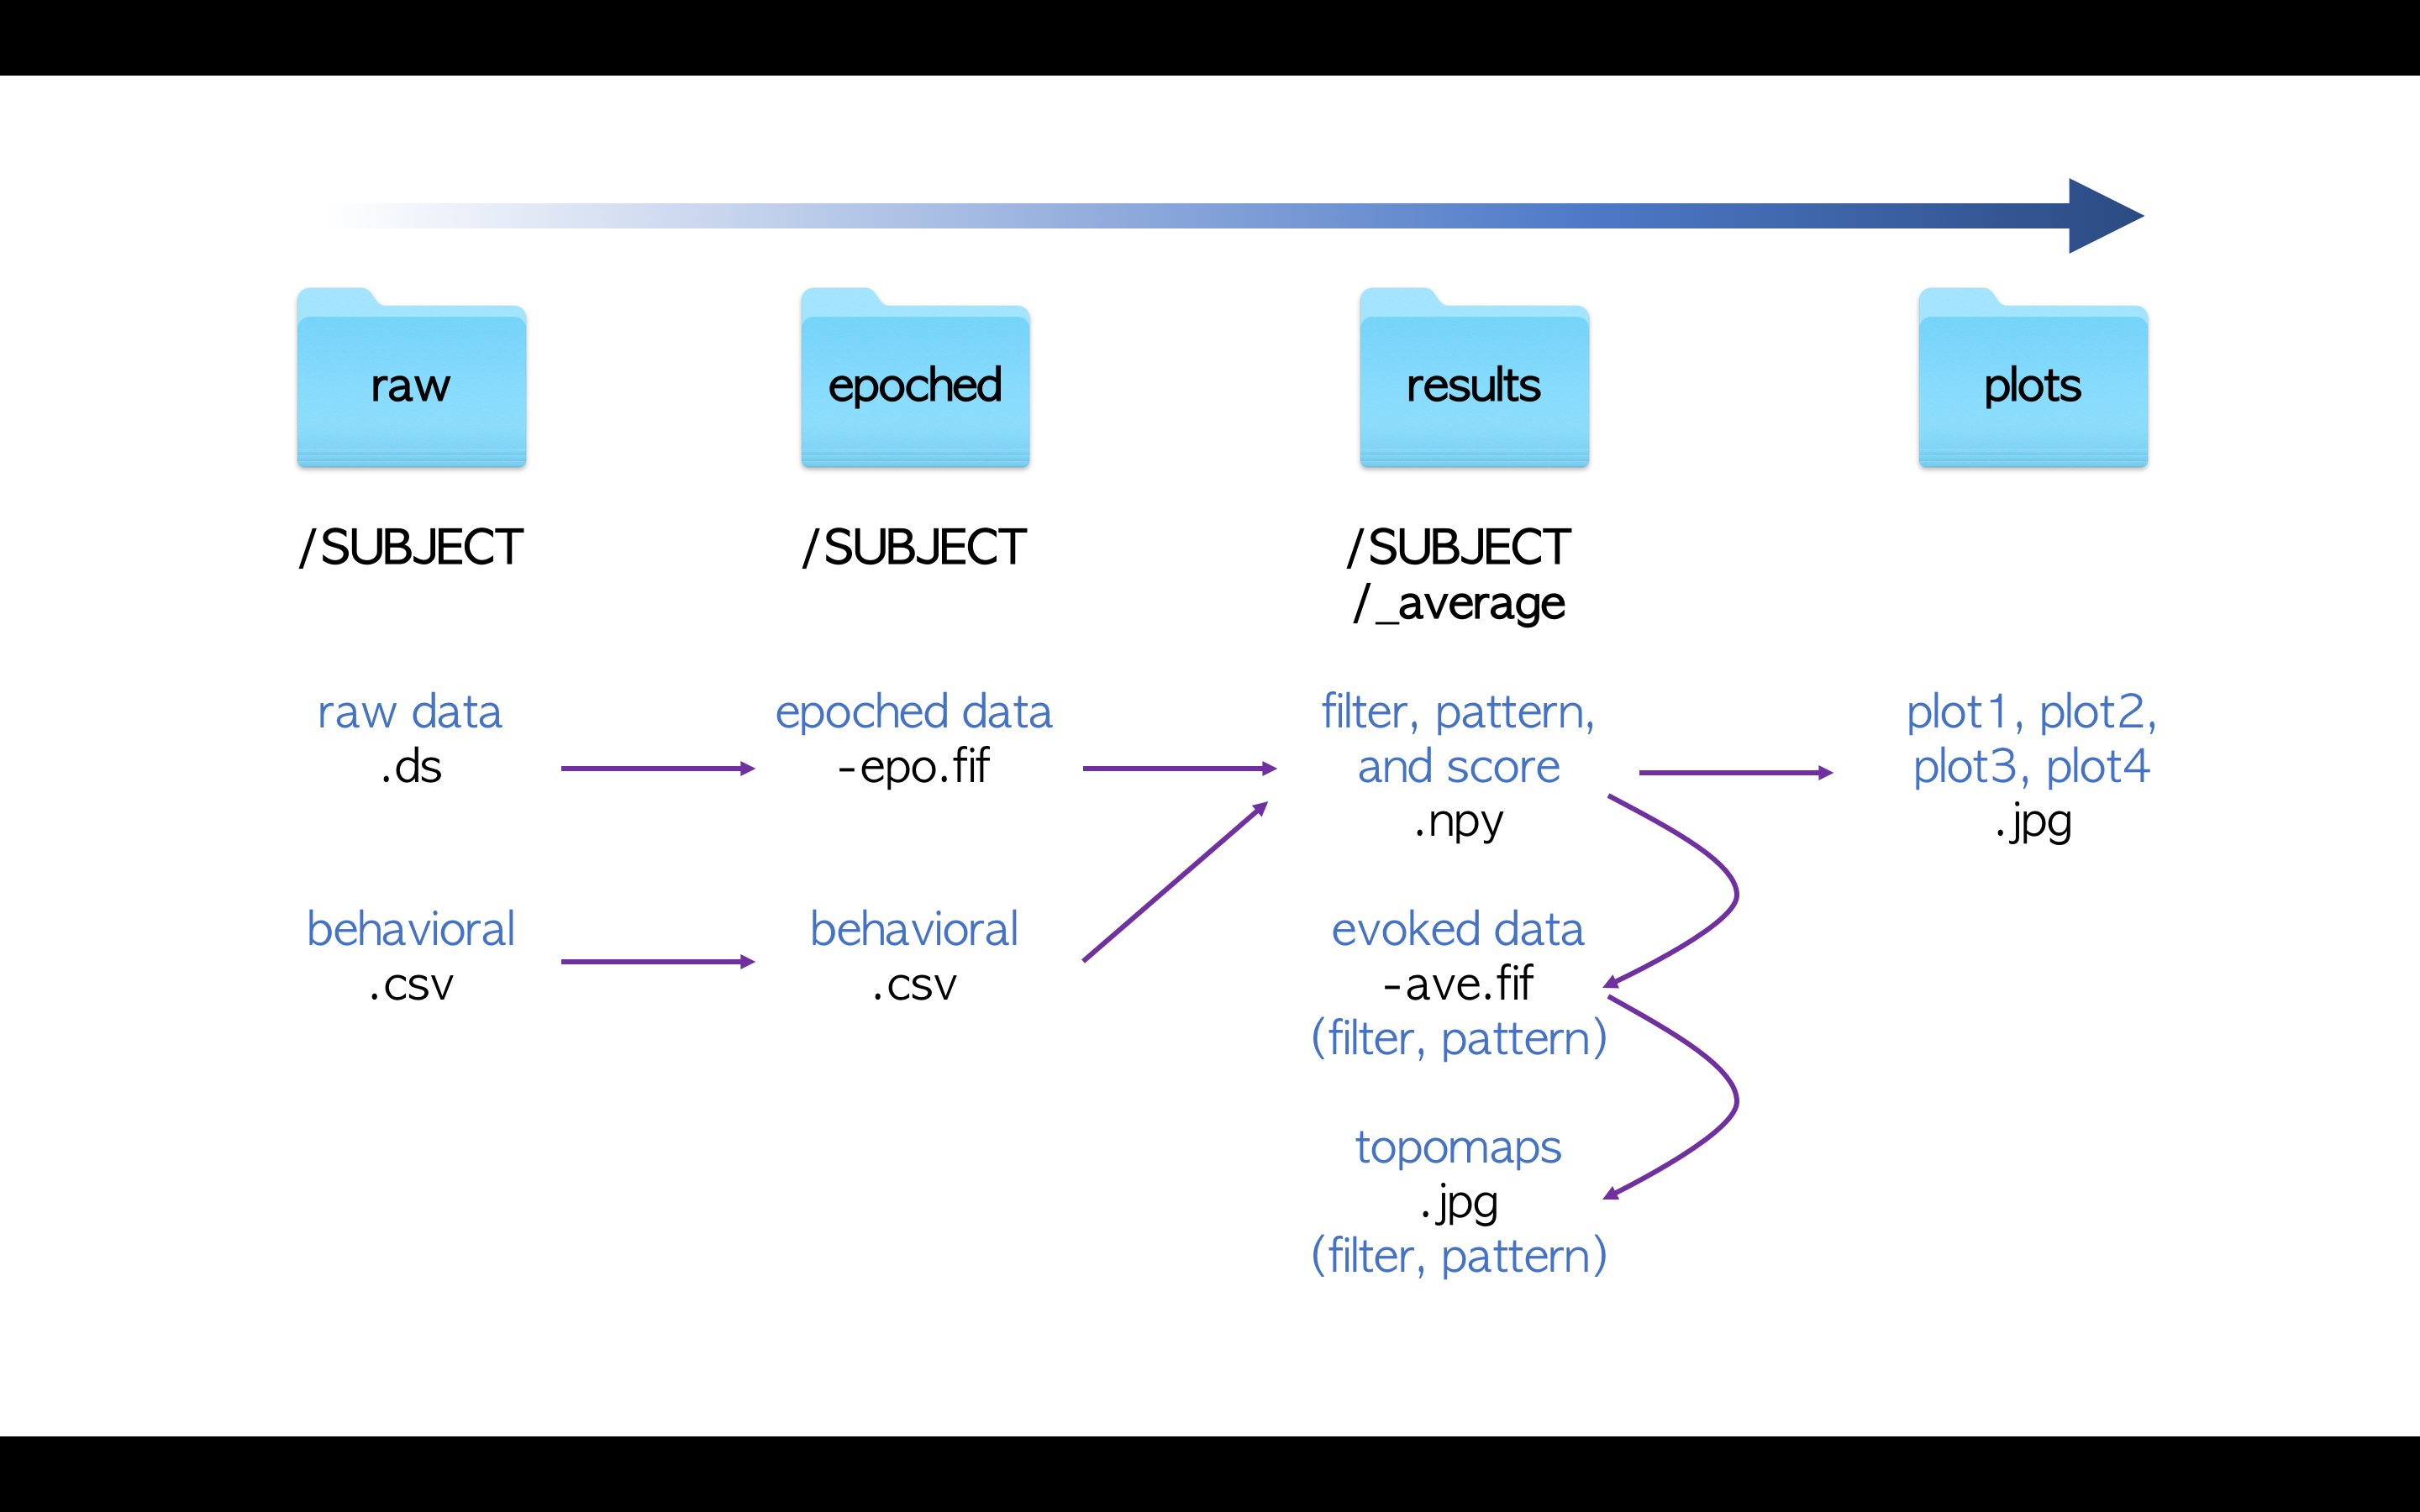 raw
epoched
results
plots
/SUBJECT
/SUBJECT
/SUBJECT
/_average
raw data
.ds
epoched data
-epo.fif
filter, pattern,
and score
.npy
plot1, plot2,
plot3, plot4
.jpg
behavioral
.csv
behavioral
.csv
evoked data
-ave.fif
(filter, pattern)
topomaps
.jpg
(filter, pattern)